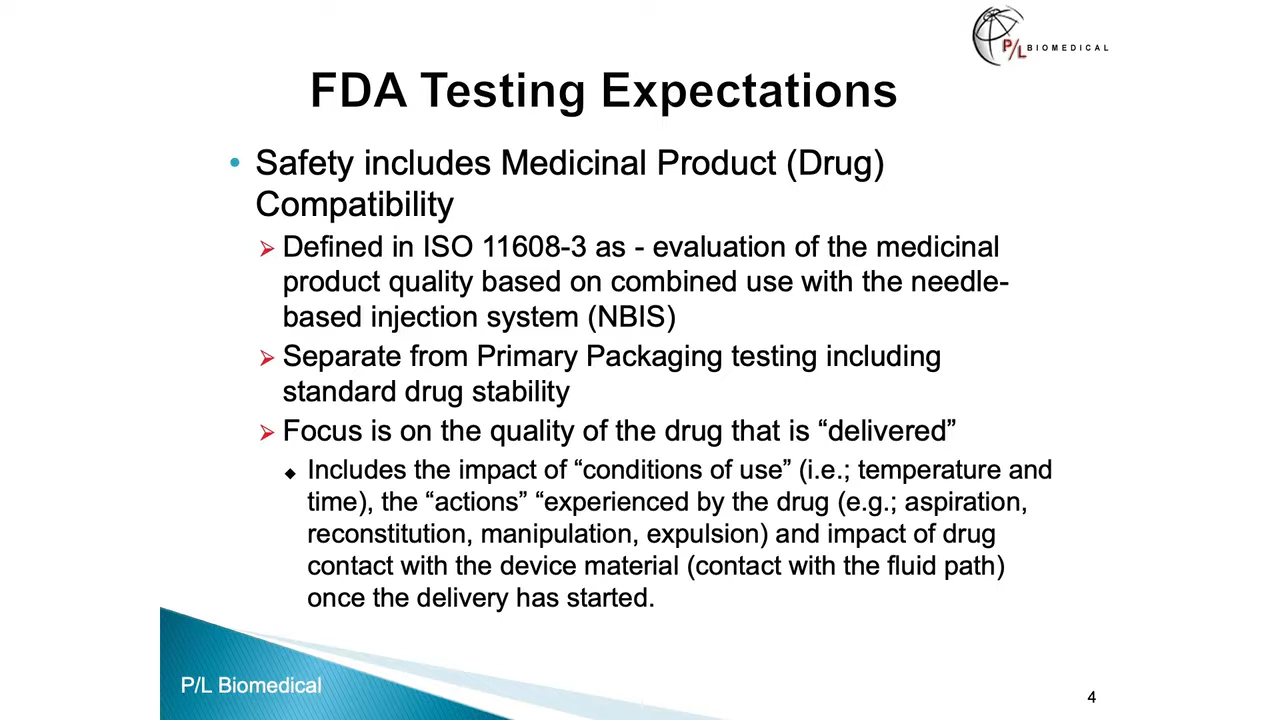 P/L BIOMEDICAL
FDA Testing Expectations
• Safety includes Medicinal Product (Drug)
Compatibility
➢ Defined in ISO 11608-3 as - evaluation of the medicinal
product quality based on combined use with the needle-
based injection system (NBIS)
➢ Separate from Primary Packaging testing including
standard drug stability
➢ Focus is on the quality of the drug that is “delivered”
◆ Includes the impact of “conditions of use” (i.e.; temperature and
time), the “actions” “experienced by the drug (e.g.; aspiration,
reconstitution, manipulation, expulsion) and impact of drug
contact with the device material (contact with the fluid path)
once the delivery has started.
P/L Biomedical
4